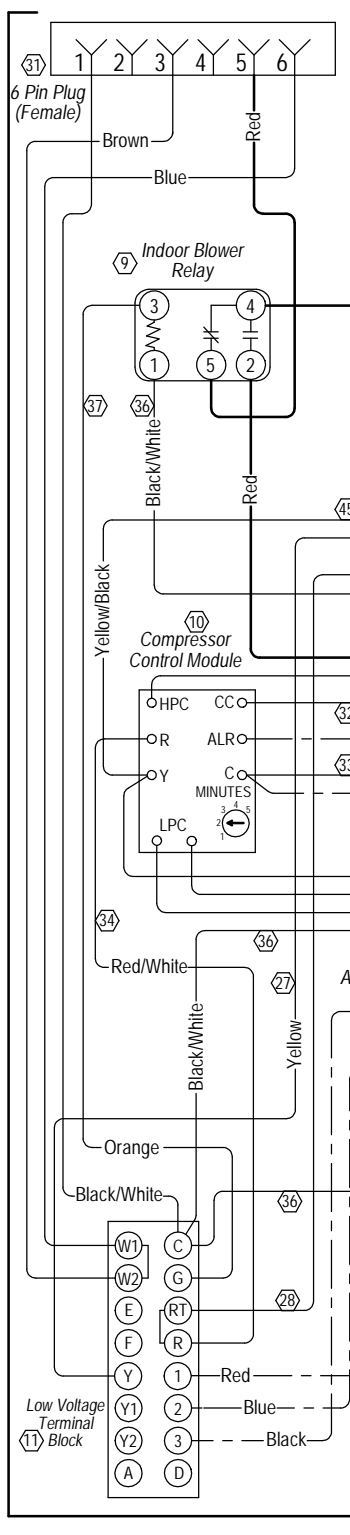 1 2 3 4 5 6
31
6 Pin Plug
(Female)
Red
Brown
Blue
9
Indoor Blower
Relay
3 4
1 5 2
37
36
Black/White
Red
45
Yellow/Black
10
Compressor
Control Module
HPC CC
32
R ALR
Y C
33
MINUTES
1 2 3 4 5
LPC
34
36
Red/White
27
A
Black/White
Yellow
Orange
Black/White
36
W1 C
W2 G
E RT
28
F R
Y 1
Red
Y1 2
Blue
Y2 3
Black
A D
Low Voltage
Terminal
11 Block